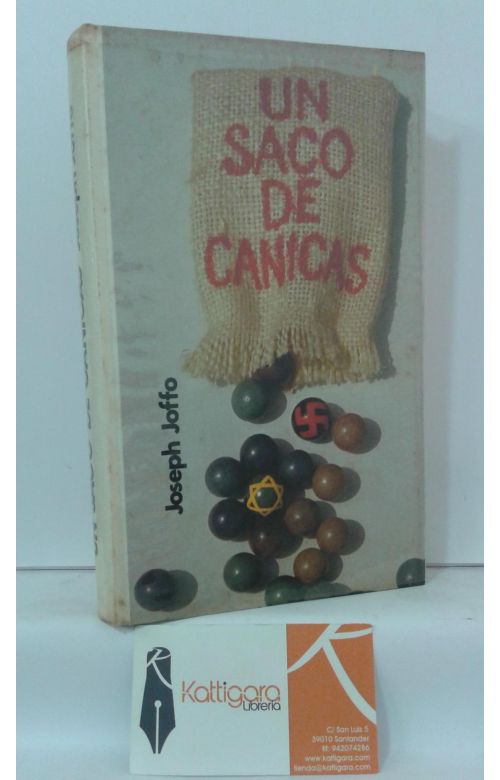 UN
SACO
DE
CANICAS
Joseph Joffo
Kattigara
Librería
C/ San Luis 5
39010 Santander
tlf: 942074286
www.kattigara.com
tienda@kattigara.com